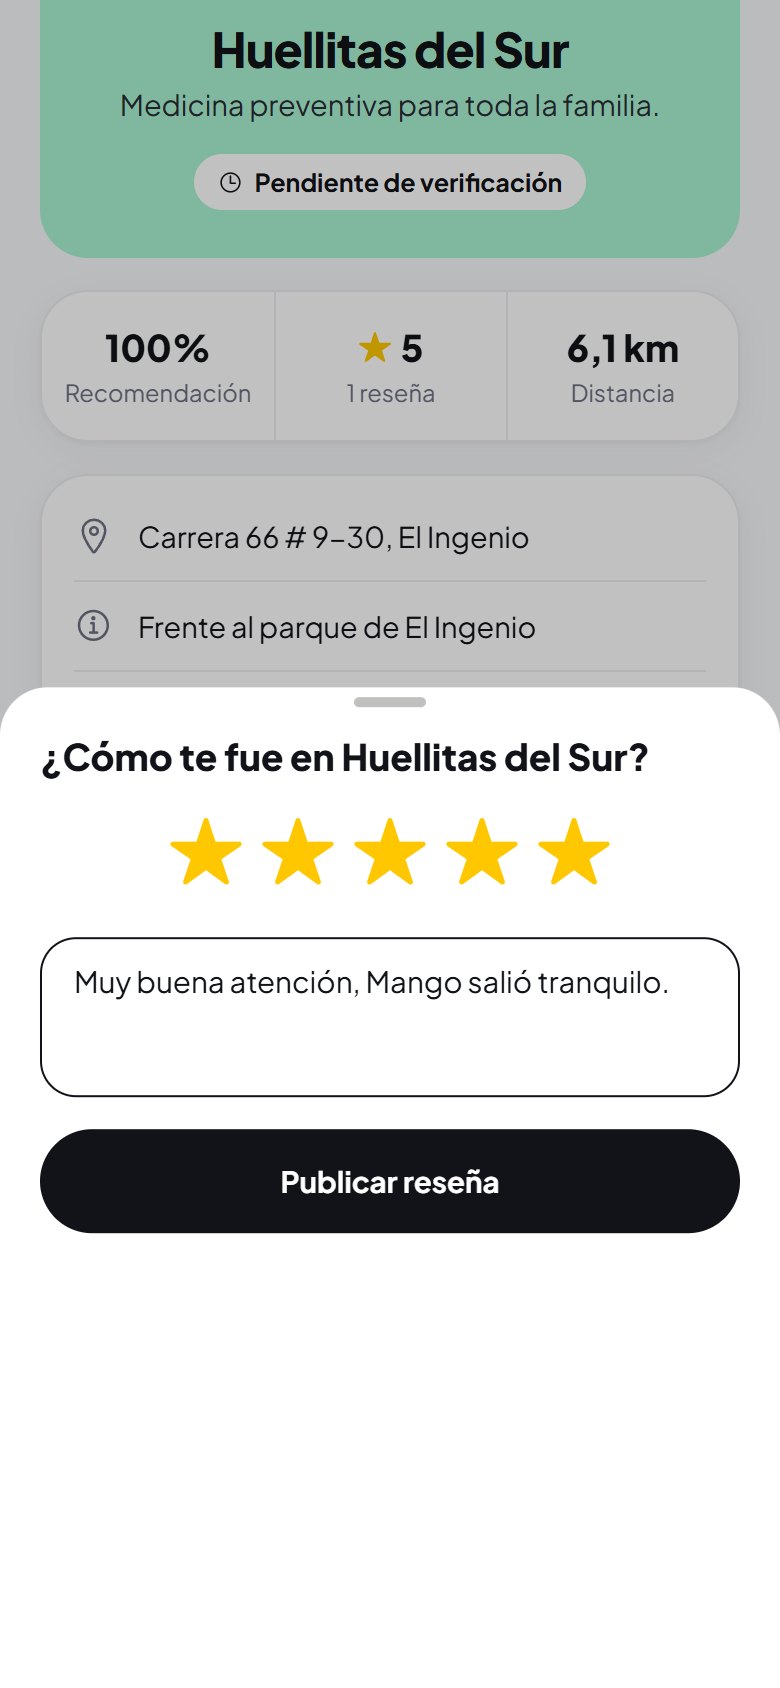 Huellitas del Sur
Medicina preventiva para toda la familia.
Pendiente de verificación
100%
Recomendación
5
1 reseña
6,1 km
Distancia
Carrera 66 # 9–30, El Ingenio
Frente al parque de El Ingenio
¿Cómo te fue en Huellitas del Sur?
Muy buena atención, Mango salió tranquilo.
Publicar reseña